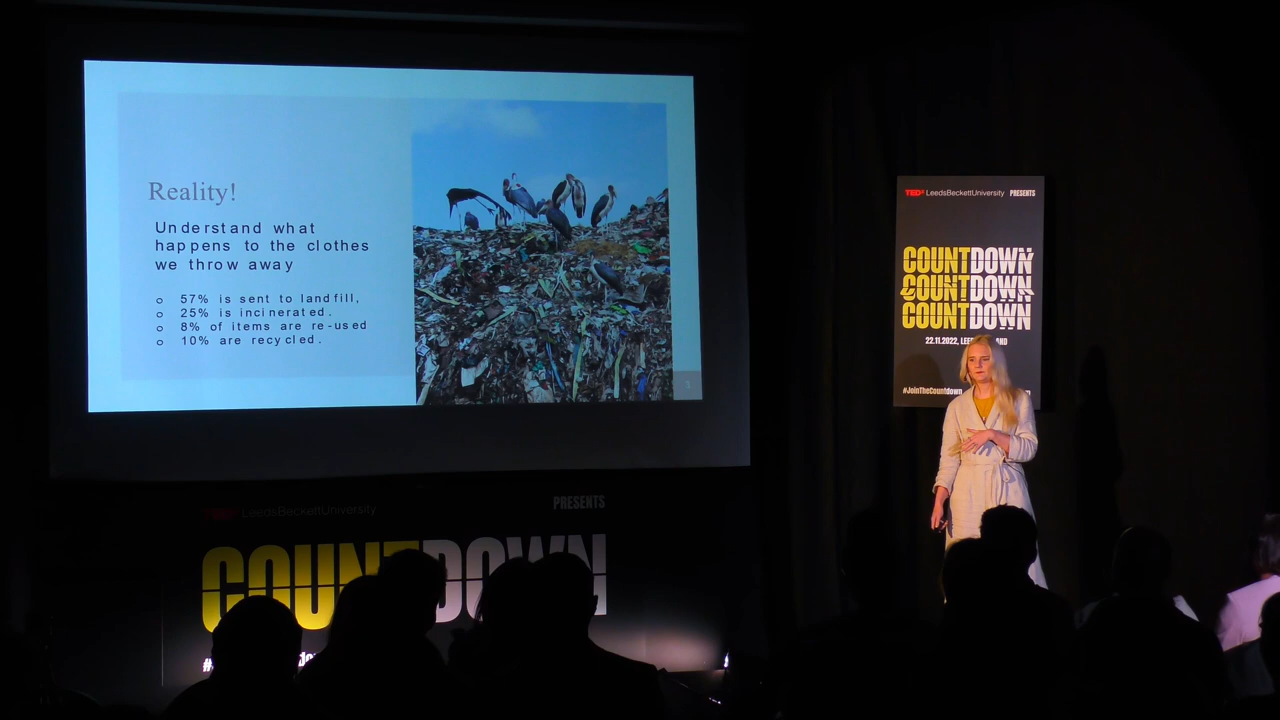 Reality!
Understand what
happens to the clothes
we throw away
57% is sent to landfill,
25% is incinerated.
8% of items are re-used
10% are recycled.
TEDx LeedsBeckettUniversity PRESENTS
COUNTDOWN
COUNTDOWN
COUNTDOWN
22.11.2022, LEE
#JoinTheCountdown
LeedsBeckettUniversity
PRESENTS
COUNTDOWN